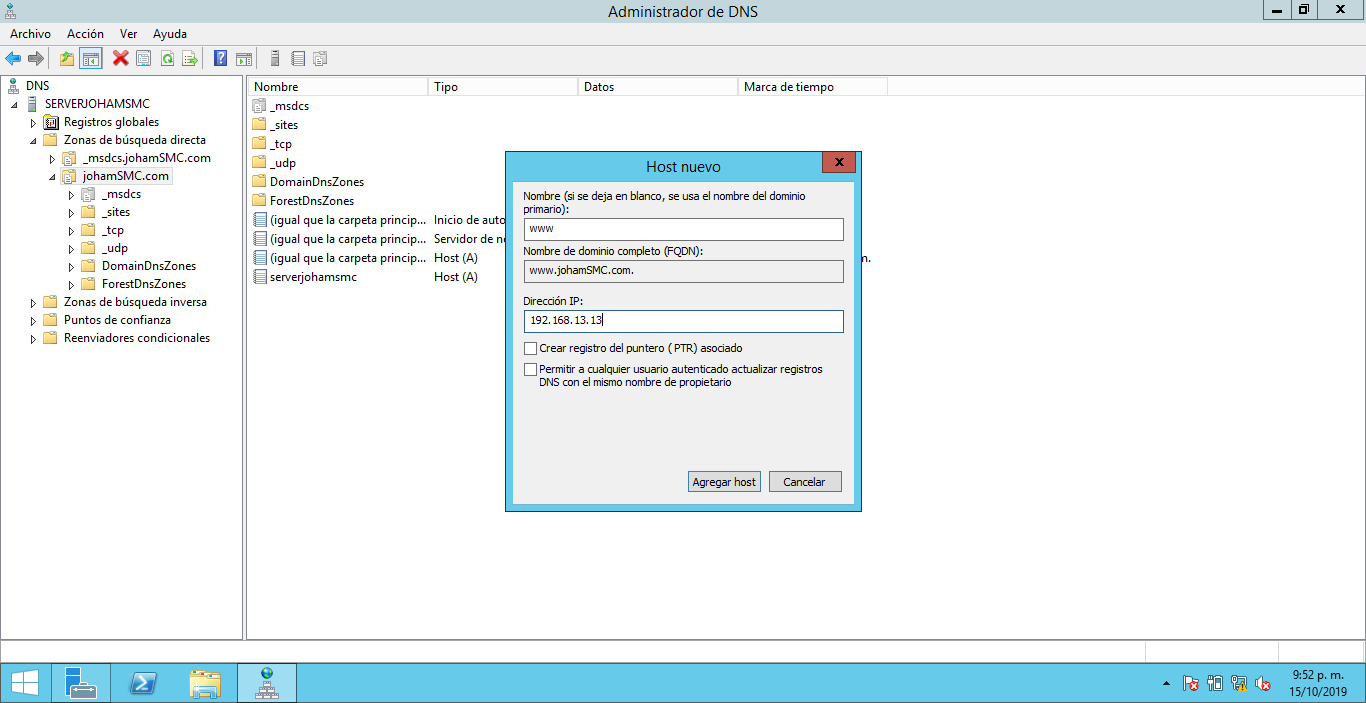 Administrador de DNS
Archivo Acción Ver Ayuda
DNS
SERVERJOHAMSMC
Registros globales
Zonas de búsqueda directa
_msdcs.johamSMC.com
johamSMC.com
_msdcs
_sites
_tcp
_udp
DomainDnsZones
ForestDnsZones
Zonas de búsqueda inversa
Puntos de confianza
Reenviadores condicionales
Nombre Tipo Datos Marca de tiempo
_msdcs
_sites
_tcp
_udp
DomainDnsZones
ForestDnsZones
(igual que la carpeta princip... Inicio de auto
(igual que la carpeta princip... Servidor de
(igual que la carpeta princip... Host (A) m.
serverjohamsmc Host (A)
Host nuevo
Nombre (si se deja en blanco, se usa el nombre del dominio
primario):
www
Nombre de dominio completo (FQDN):
www.johamSMC.com.
Dirección IP:
192.168.13.13
Crear registro del puntero ( PTR) asociado
Permitir a cualquier usuario autenticado actualizar registros
DNS con el mismo nombre de propietario
Agregar host Cancelar
9:52 p. m.
15/10/2019